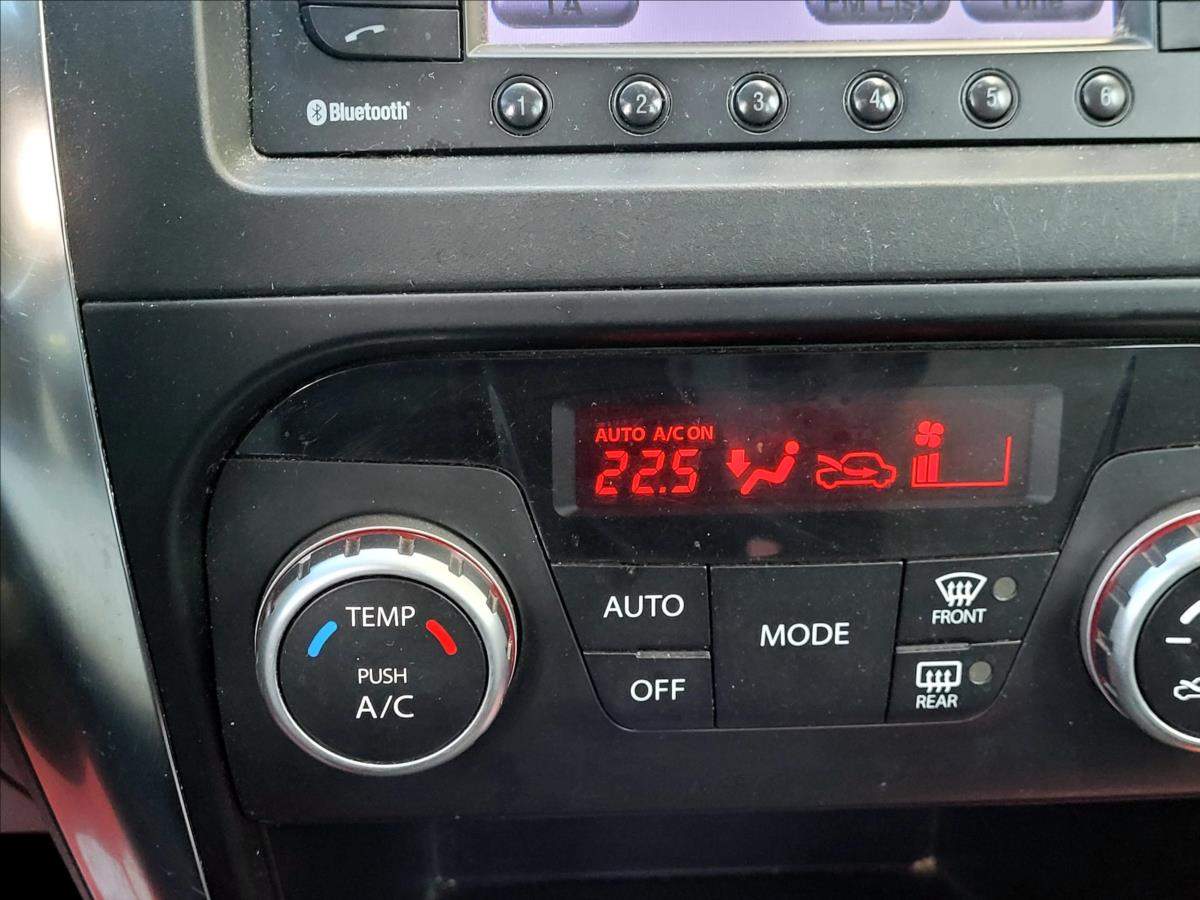 TA FM List Tune
Bluetooth
1 2 3 4 5 6
AUTO A/C ON
22.5
TEMP
PUSH
A/C
AUTO
OFF
MODE
FRONT
REAR